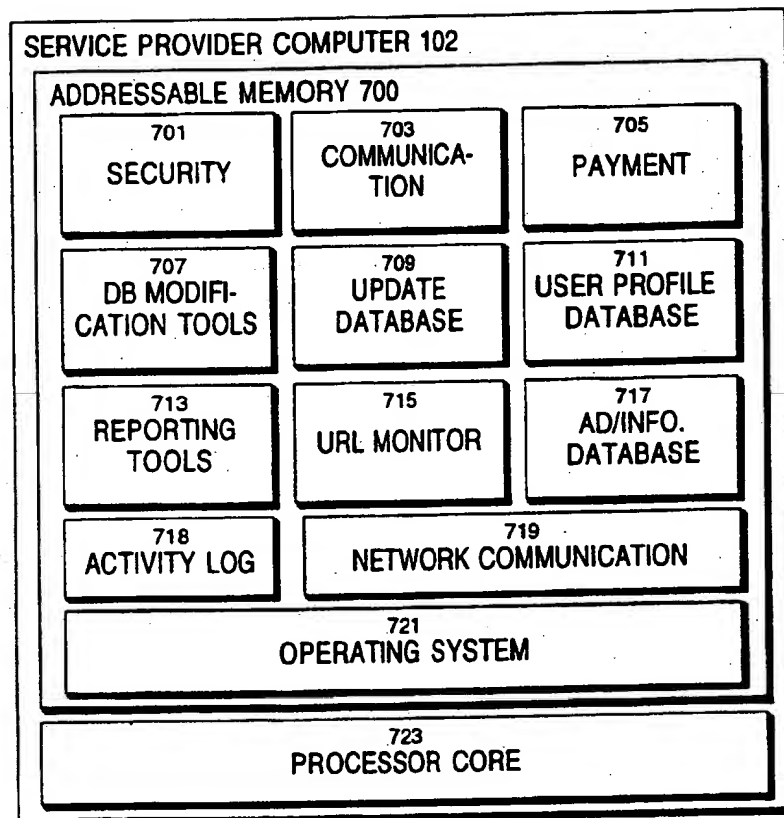 SERVICE PROVIDER COMPUTER 102
ADDRESSABLE MEMORY 700
701
SECURITY
703
COMMUNICA-
TION
705
PAYMENT
707
DB MODIFI-
CATION TOOLS
709
UPDATE
DATABASE
711
USER PROFILE
DATABASE
713
REPORTING
TOOLS
715
URL MONITOR
717
AD/INFO.
DATABASE
718
ACTIVITY LOG
719
NETWORK COMMUNICATION
721
OPERATING SYSTEM
723
PROCESSOR CORE